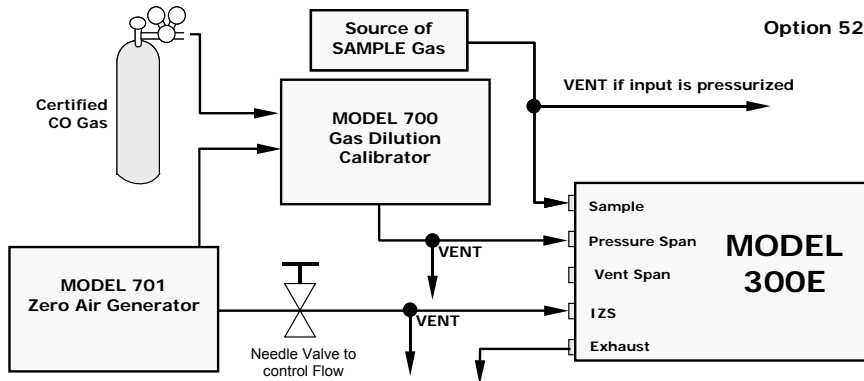 Source of
SAMPLE Gas
Option 52
VENT if input is pressurized
Certified
CO Gas
MODEL 700
Gas Dilution
Calibrator
Sample
Pressure Span
Vent Span
IZS
Exhaust
MODEL
300E
VENT
MODEL 701
Zero Air Generator
VENT
Needle Valve to
control Flow